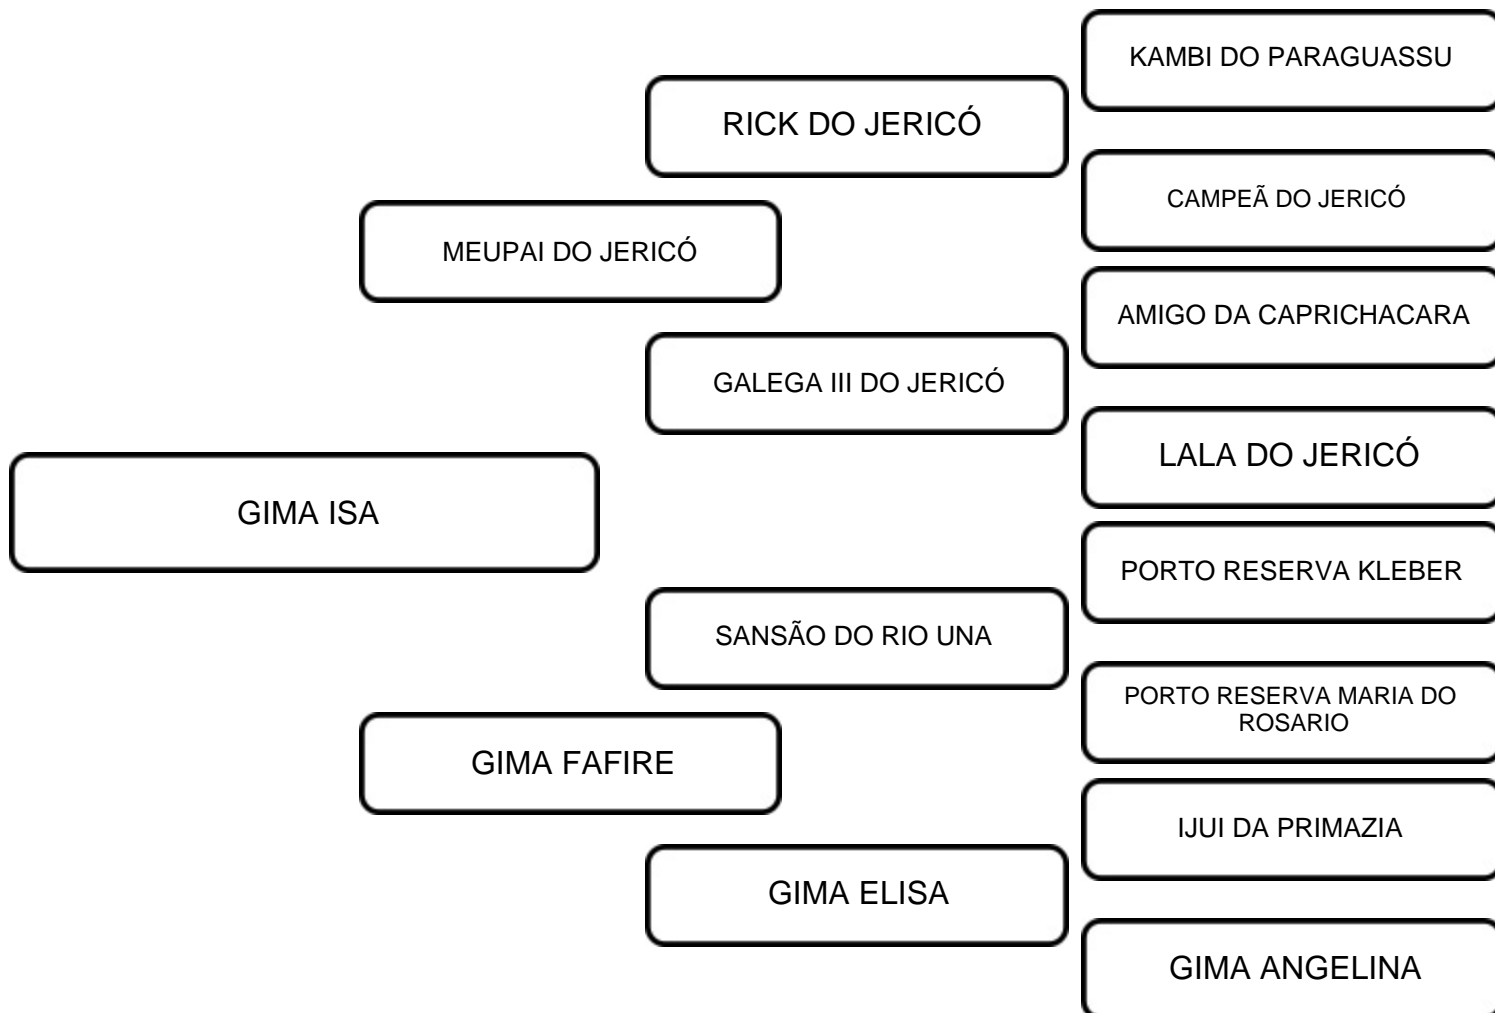 KAMBI DO PARAGUASSU
RICK DO JERICÓ
CAMPEÃ DO JERICÓ
MEUPAI DO JERICÓ
AMIGO DA CAPRICHACARA
GALEGA III DO JERICÓ
LALA DO JERICÓ
GIMA ISA
PORTO RESERVA KLEBER
SANSÃO DO RIO UNA
PORTO RESERVA MARIA DO
ROSARIO
GIMA FAFIRE
IJUI DA PRIMAZIA
GIMA ELISA
GIMA ANGELINA